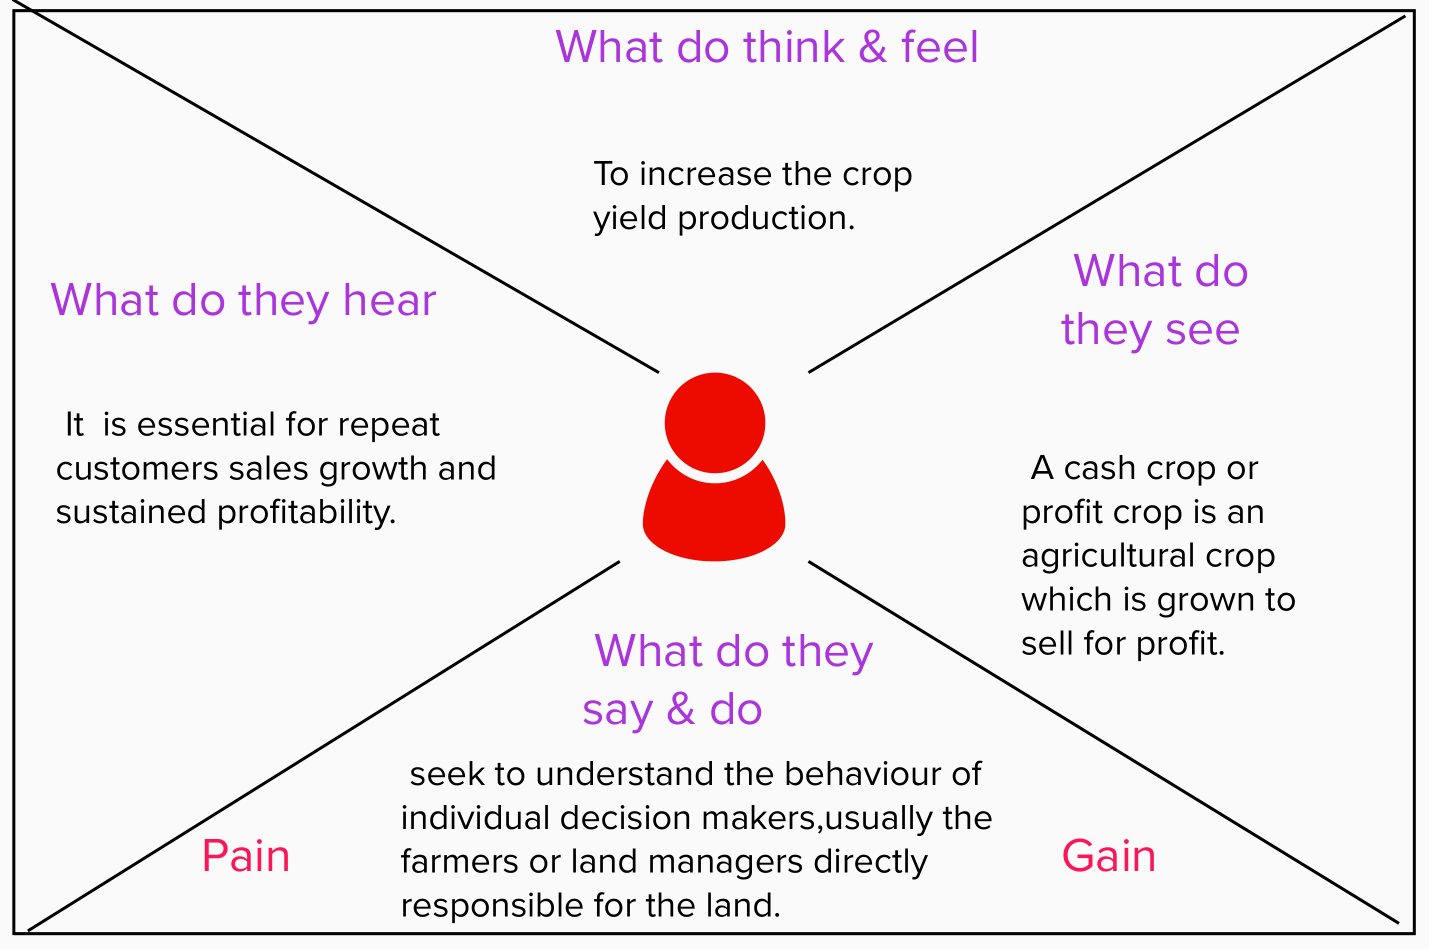 What do think & feel
To increase the crop
yield production.
What do they hear
It is essential for repeat
customers sales growth and
sustained profitability.
What do
they see
A cash crop or
profit crop is an
agricultural crop
which is grown to
sell for profit.
What do they
say & do
seek to understand the behaviour of
individual decision makers,usually the
farmers or land managers directly
responsible for the land.
Pain
Gain